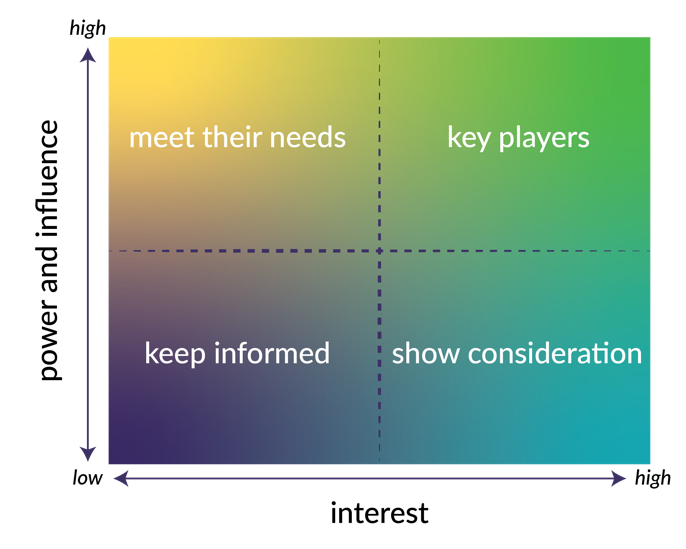 high
power and influence
meet their needs
key players
keep informed
show consideration
low
high
interest